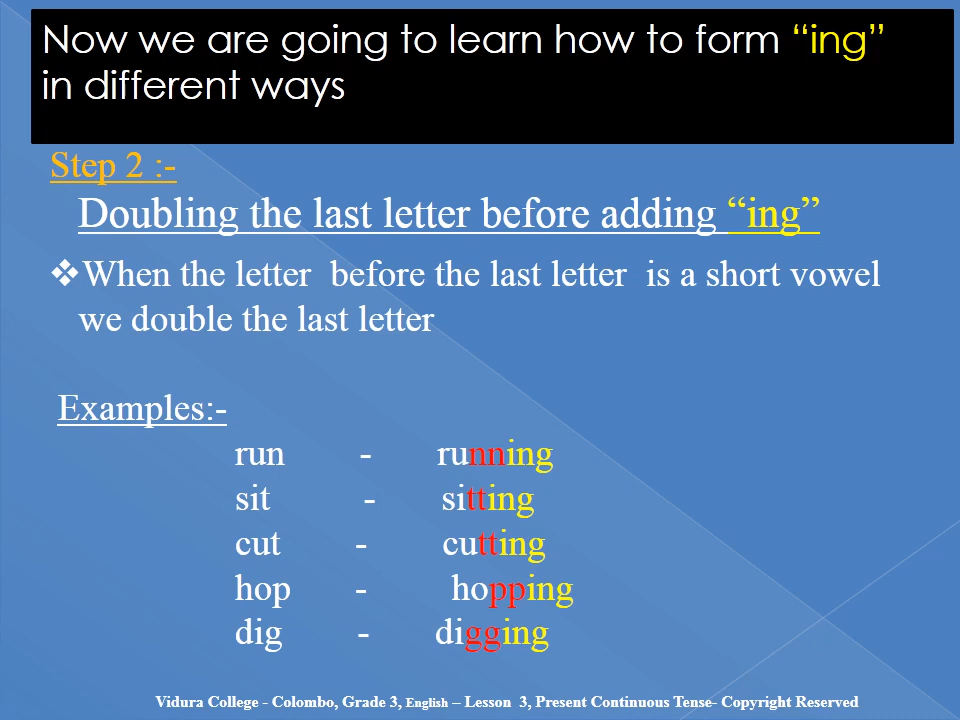 Now we are going to learn how to form “ing”
in different ways
Step 2 :-
Doubling the last letter before adding “ing”
❖When the letter before the last letter is a short vowel
we double the last letter
Examples:-
run - running
sit - sitting
cut - cutting
hop - hopping
dig - digging
Vidura College - Colombo, Grade 3, English – Lesson 3, Present Continuous Tense- Copyright Reserved